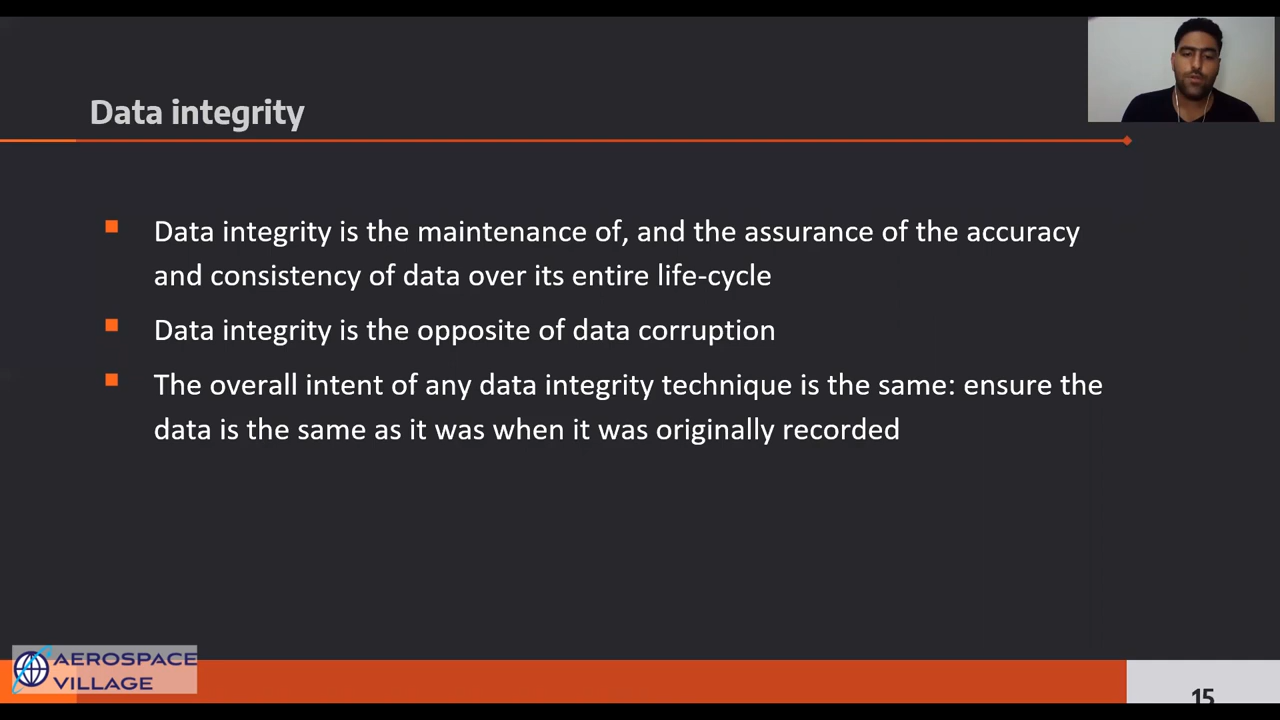 Data integrity
Data integrity is the maintenance of, and the assurance of the accuracy
and consistency of data over its entire life-cycle
Data integrity is the opposite of data corruption
The overall intent of any data integrity technique is the same: ensure the
data is the same as it was when it was originally recorded
AEROSPACE
VILLAGE
15